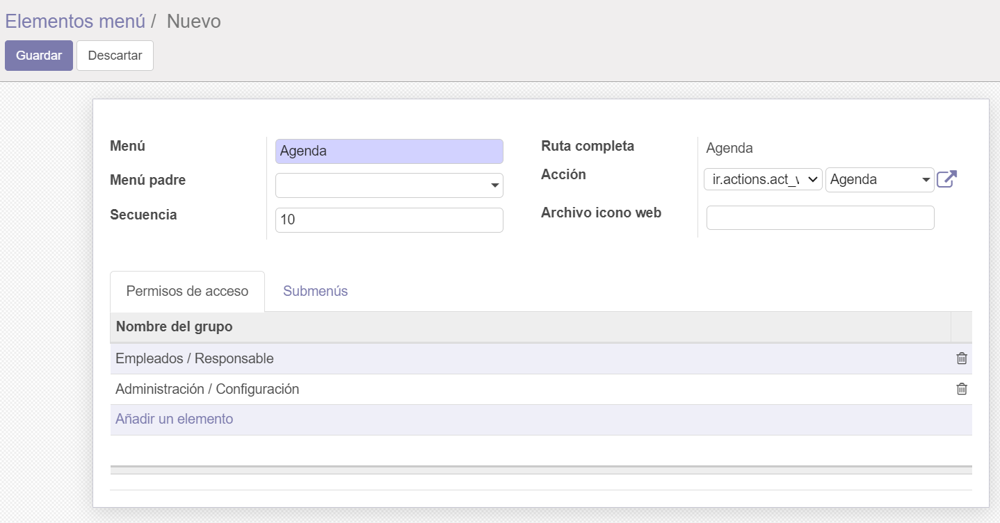 Elementos menú / Nuevo
Guardar Descartar
Menú Agenda
Menú padre
Secuencia 10
Ruta completa Agenda
Acción ir.actions.act_ Agenda
Archivo icono web
Permisos de acceso Submenús
Nombre del grupo
Empleados / Responsable
Administración / Configuración
Añadir un elemento